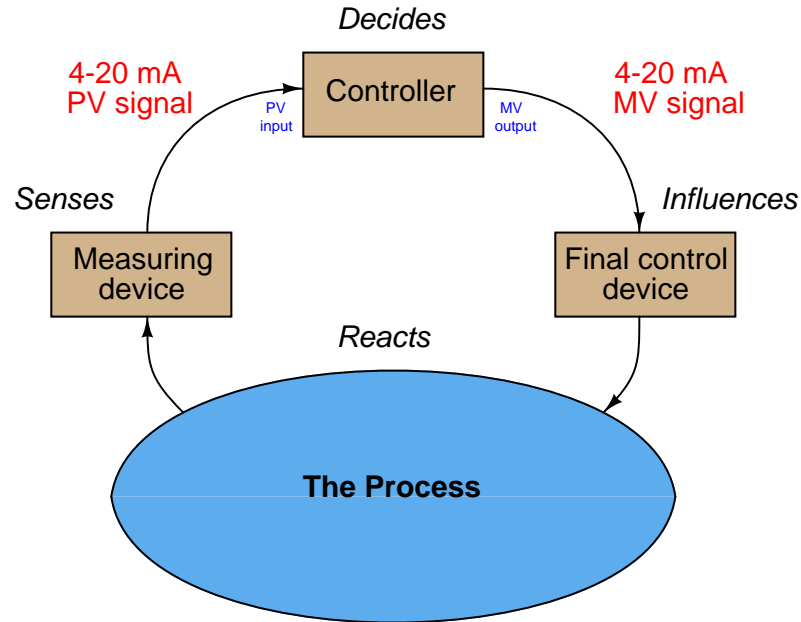 Decides
4-20 mA
PV signal
Controller
4-20 mA
MV signal
PV
input
MV
output
Senses
Influences
Measuring
device
Final control
device
Reacts
The Process